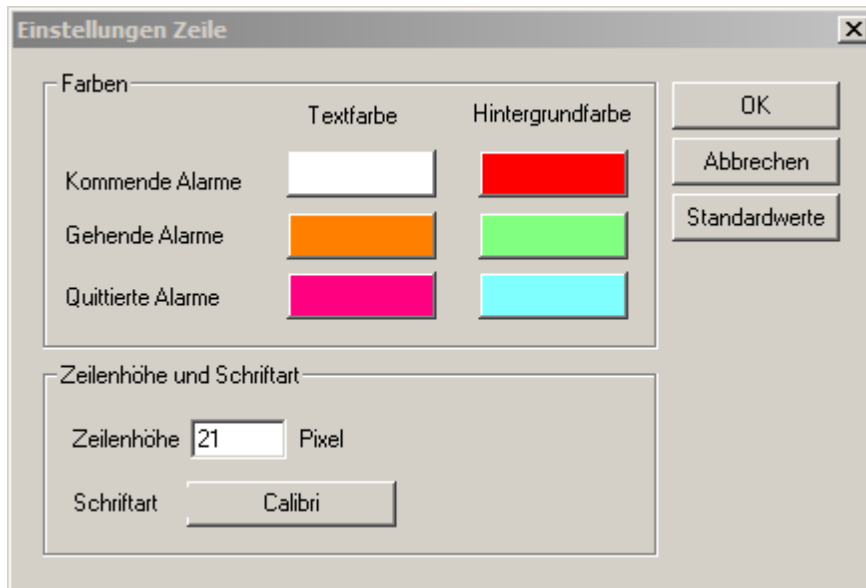 Einstellungen Zeile
Farben
Textfarbe Hintergrundfarbe
Kommende Alarme
Gehende Alarme
Quittierte Alarme
OK
Abbrechen
Standardwerte
Zeilenhöhe und Schriftart
Zeilenhöhe 21 Pixel
Schriftart Calibri